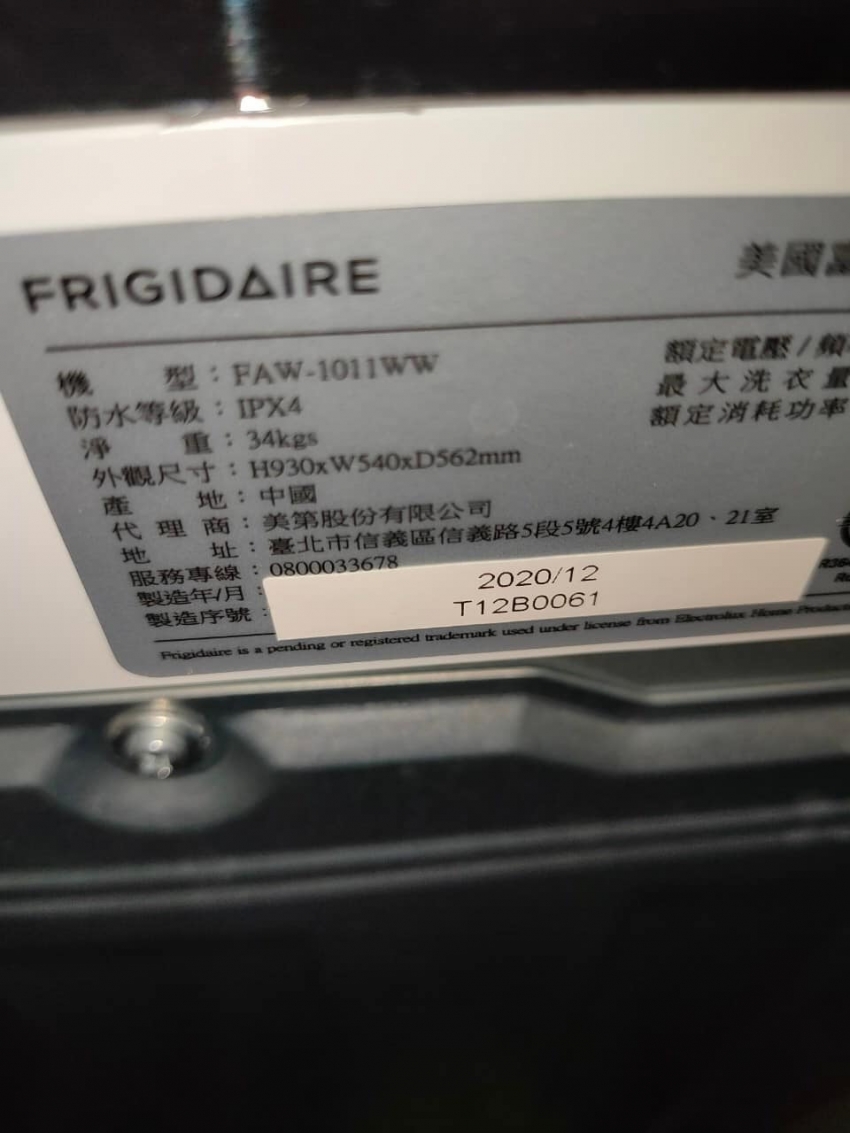 FRIGIDAIRE
美國富
機 型：FAW-1011WW
防水等級：IPX4
淨 重：34kgs
外觀尺寸：H930xW540xD562mm
產 地：中國
代 理 商：美第股份有限公司
地 址：臺北市信義區信義路5段5號4樓4A20、21室
服務專線：0800033678
製造年/月：2020/12
製造序號：T12B0061
額定電壓/頻
最大洗衣量
額定消耗功率
Frigidaire is a pending or registered trademark used under license from Electrolux Home Products